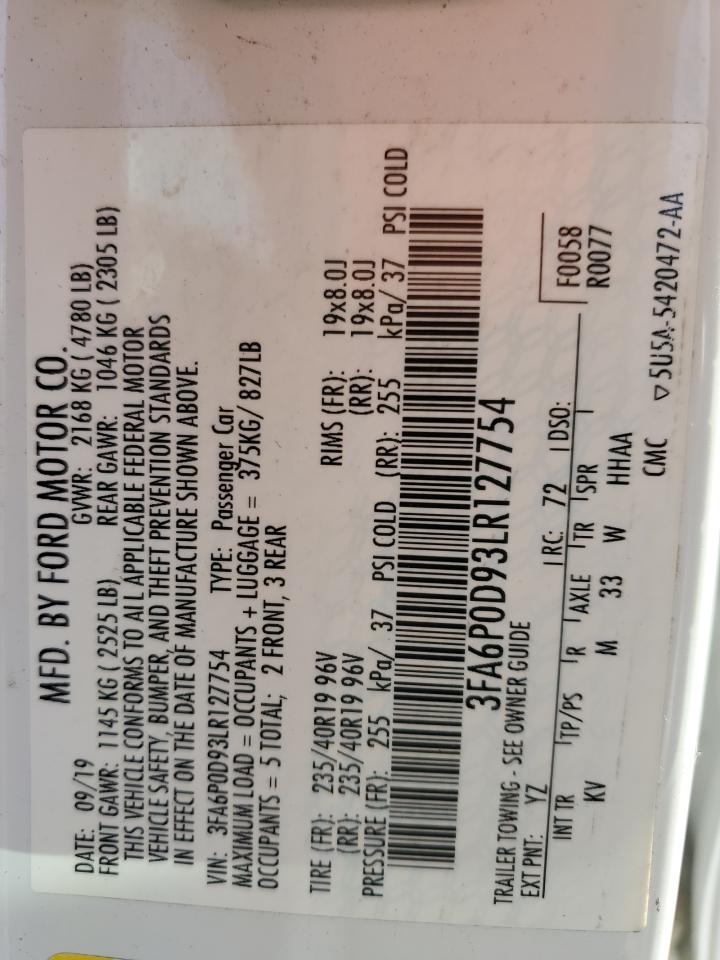 MFD. BY FORD MOTOR CO.
DATE: 09/19 GVWR: 2168 KG ( 4780 LB)
FRONT GAWR: 1145 KG ( 2525 LB) REAR GAWR: 1046 KG ( 2305 LB)
THIS VEHICLE CONFORMS TO ALL APPLICABLE FEDERAL MOTOR
VEHICLE SAFETY, BUMPER, AND THEFT PREVENTION STANDARDS
IN EFFECT ON THE DATE OF MANUFACTURE SHOWN ABOVE.
VIN: 3FA6P0D93LR127754 TYPE: Passenger Car
MAXIMUM LOAD = OCCUPANTS + LUGGAGE = 375KG/ 827LB
OCCUPANTS = 5 TOTAL; 2 FRONT, 3 REAR
TIRE (FR): 235/40R19 96V RIMS (FR): 19x8.0J
(RR): 235/40R19 96V (RR): 19x8.0J
PRESSURE (FR): 255 kPa/ 37 PSI COLD (RR): 255 kPa/ 37 PSI COLD
3FA6P0D93LR127754
TRAILER TOWING - SEE OWNER GUIDE
EXT PNT: YZ RC: 72 DSO: F0058
R0077
INT TR TP/PS R AXLE TR SPR
KV M 33 W HHAA
CMC ▽5U5A-5420472-AA